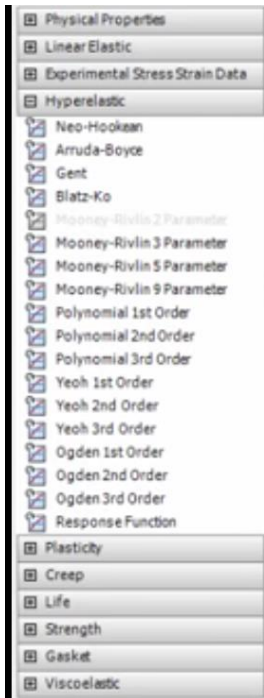 Physical Properties
Linear Elastic
Experimental Stress Strain Data
Hyperelastic
Neo-Hookean
Arruda-Boyce
Gent
Blatz-Ko
Mooney-Rivlin 2 Parameter
Mooney-Rivlin 3 Parameter
Mooney-Rivlin 5 Parameter
Mooney-Rivlin 9 Parameter
Polynomial 1st Order
Polynomial 2nd Order
Polynomial 3rd Order
Yeoh 1st Order
Yeoh 2nd Order
Yeoh 3rd Order
Ogden 1st Order
Ogden 2nd Order
Ogden 3rd Order
Response Function
Plasticity
Creep
Life
Strength
Gasket
Viscoelastic